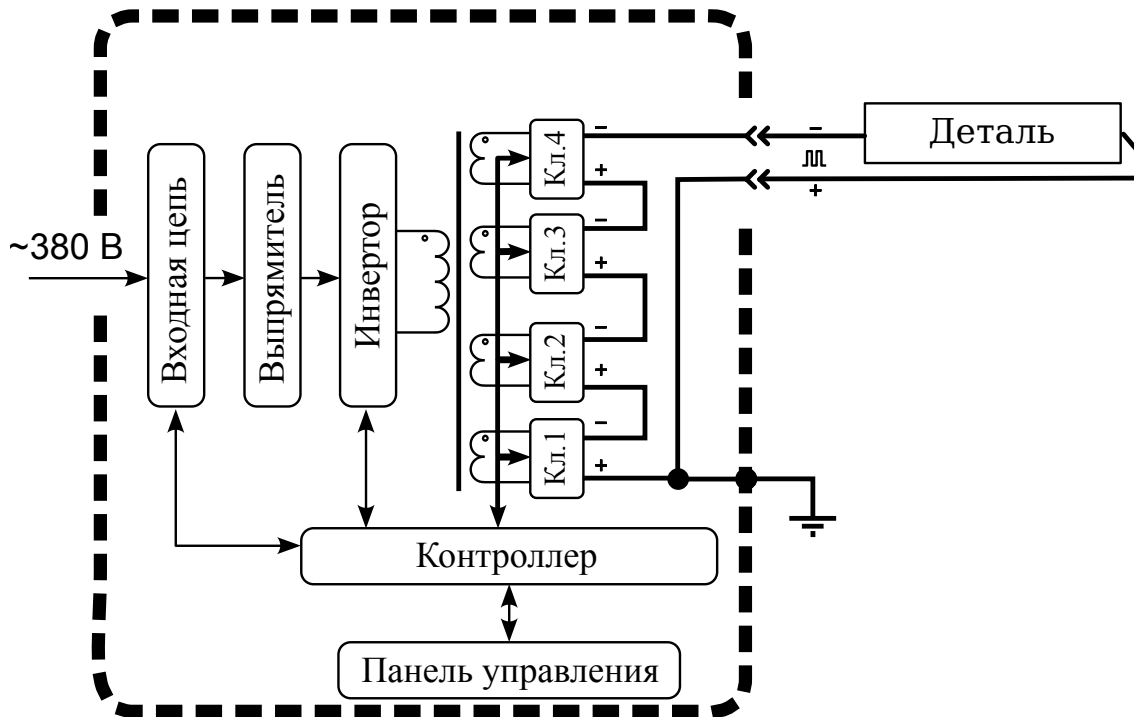 ~380 В
Входная цепь
Выпрямитель
Инвертор
Кл.4
Кл.3
Кл.2
Кл.1
–
+
–
+
–
+
–
+
–
+
Деталь
Контроллер
Панель управления